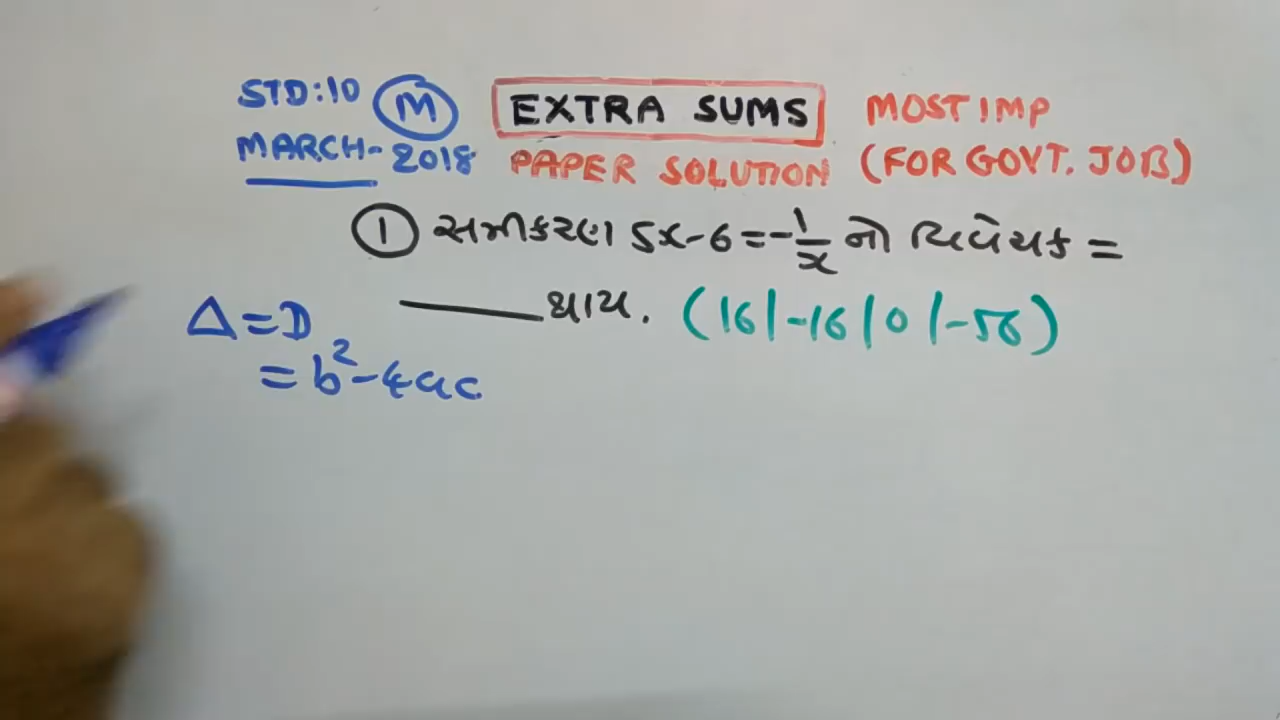 STD:10 M EXTRA SUMS MOST IMP
MARCH-2018 PAPER SOLUTION (FOR GOVT. JOB)
① સમીકરણ 5x-6=-1/x નો વિવેચક =
______ થાય. (16/-16/0/-56)
Δ=D
=b²-4ac